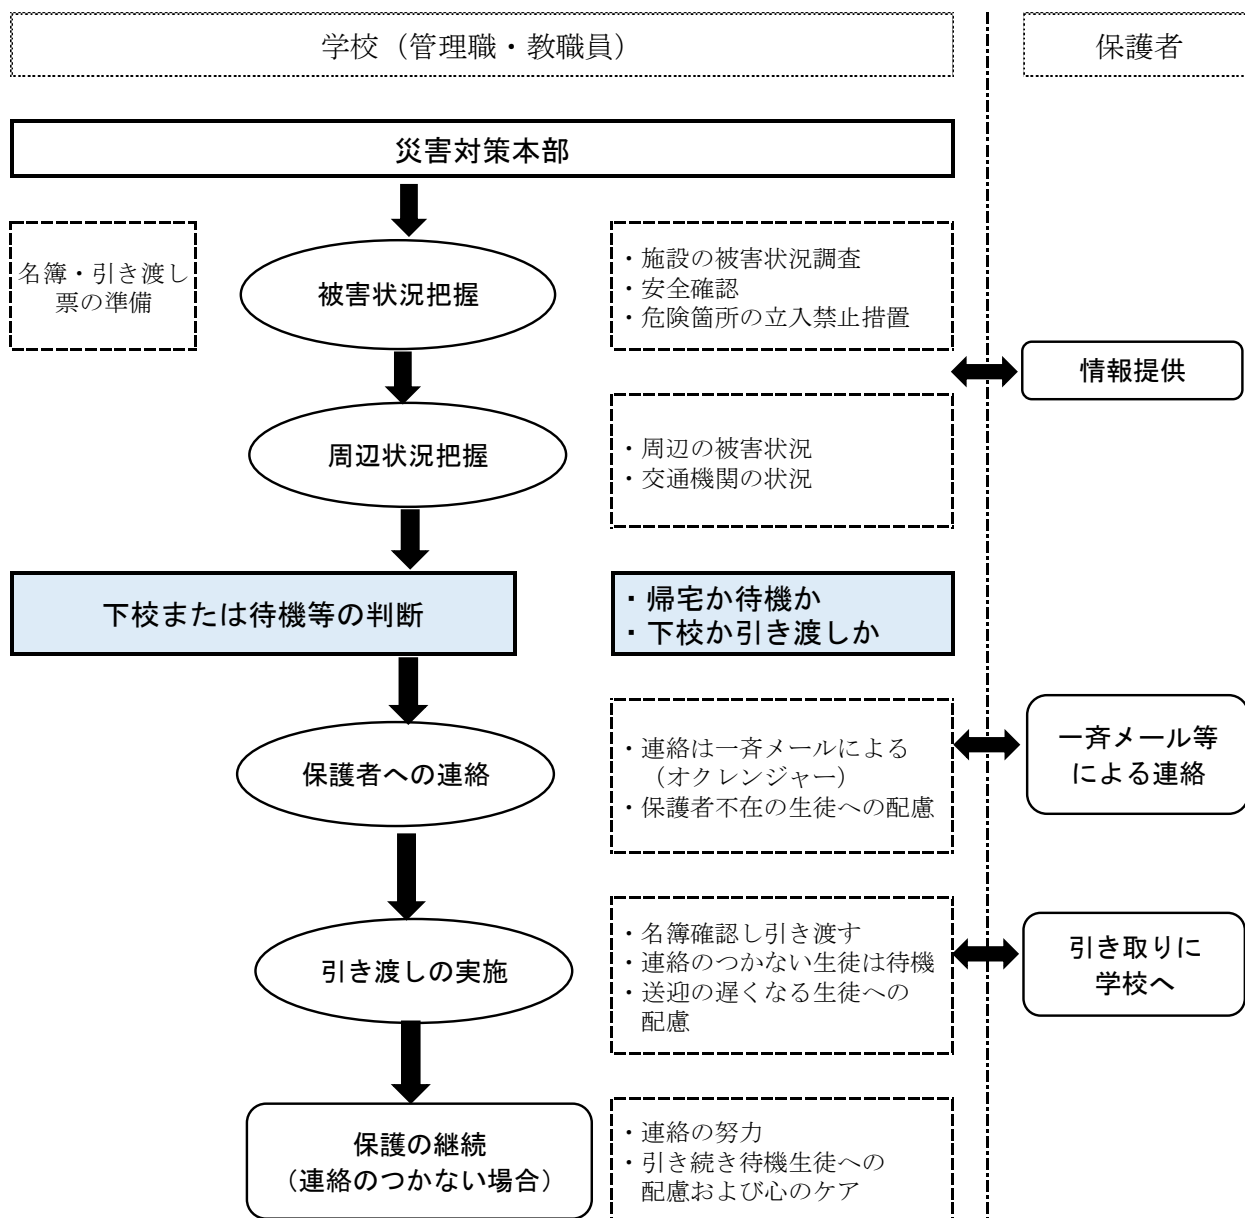 学校（管理職・教職員）
保護者
災害対策本部
名簿・引き渡し
票の準備
被害状況把握
・施設の被害状況調査
・安全確認
・危険箇所の立入禁止措置
情報提供
周辺状況把握
・周辺の被害状況
・交通機関の状況
下校または待機等の判断
・帰宅か待機か
・下校か引き渡しか
保護者への連絡
・連絡は一斉メールによる
（オクレンジャー）
・保護者不在の生徒への配慮
一斉メール等
による連絡
引き渡しの実施
・名簿確認し引き渡す
・連絡のつかない生徒は待機
・送迎の遅くなる生徒への
配慮
引き取りに
学校へ
保護の継続
（連絡のつかない場合）
・連絡の努力
・引き続き待機生徒への
配慮および心のケア